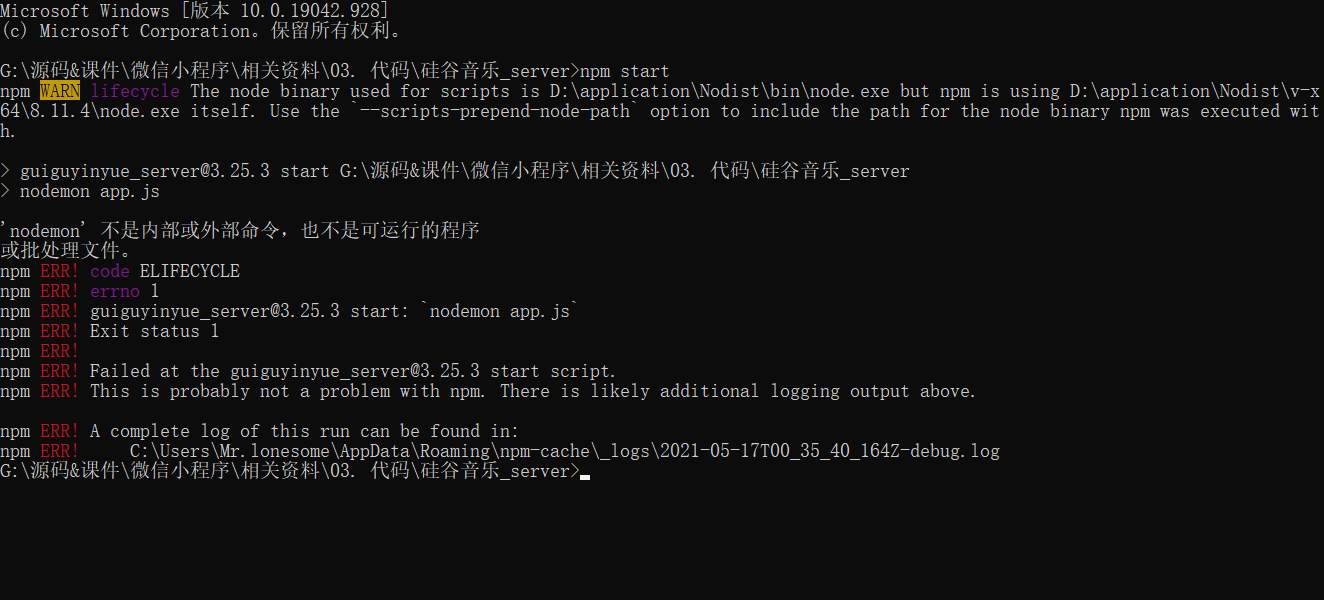 Microsoft Windows [版本 10.0.19042.928]
(c) Microsoft Corporation。保留所有权利。
G:\源码&课件\微信小程序\相关资料\03. 代码\硅谷音乐_server>npm start
npm WARN lifecycle The node binary used for scripts is D:\application\Nodist\bin\node.exe but npm is using D:\application\Nodist\v-x
64\8.11.4\node.exe itself. Use the `--scripts-prepend-node-path` option to include the path for the node binary npm was executed wit
h.
> guiguyinyue_server@3.25.3 start G:\源码&课件\微信小程序\相关资料\03. 代码\硅谷音乐_server
> nodemon app.js
'nodemon' 不是内部或外部命令，也不是可运行的程序
或批处理文件。
npm ERR! code ELIFECYCLE
npm ERR! errno 1
npm ERR! guiguyinyue_server@3.25.3 start: `nodemon app.js`
npm ERR! Exit status 1
npm ERR!
npm ERR! Failed at the guiguyinyue_server@3.25.3 start script.
npm ERR! This is probably not a problem with npm. There is likely additional logging output above.
npm ERR! A complete log of this run can be found in:
npm ERR!     C:\Users\Mr.lonesome\AppData\Roaming\npm-cache\_logs\2021-05-17T00_35_40_164Z-debug.log
G:\源码&课件\微信小程序\相关资料\03. 代码\硅谷音乐_server>